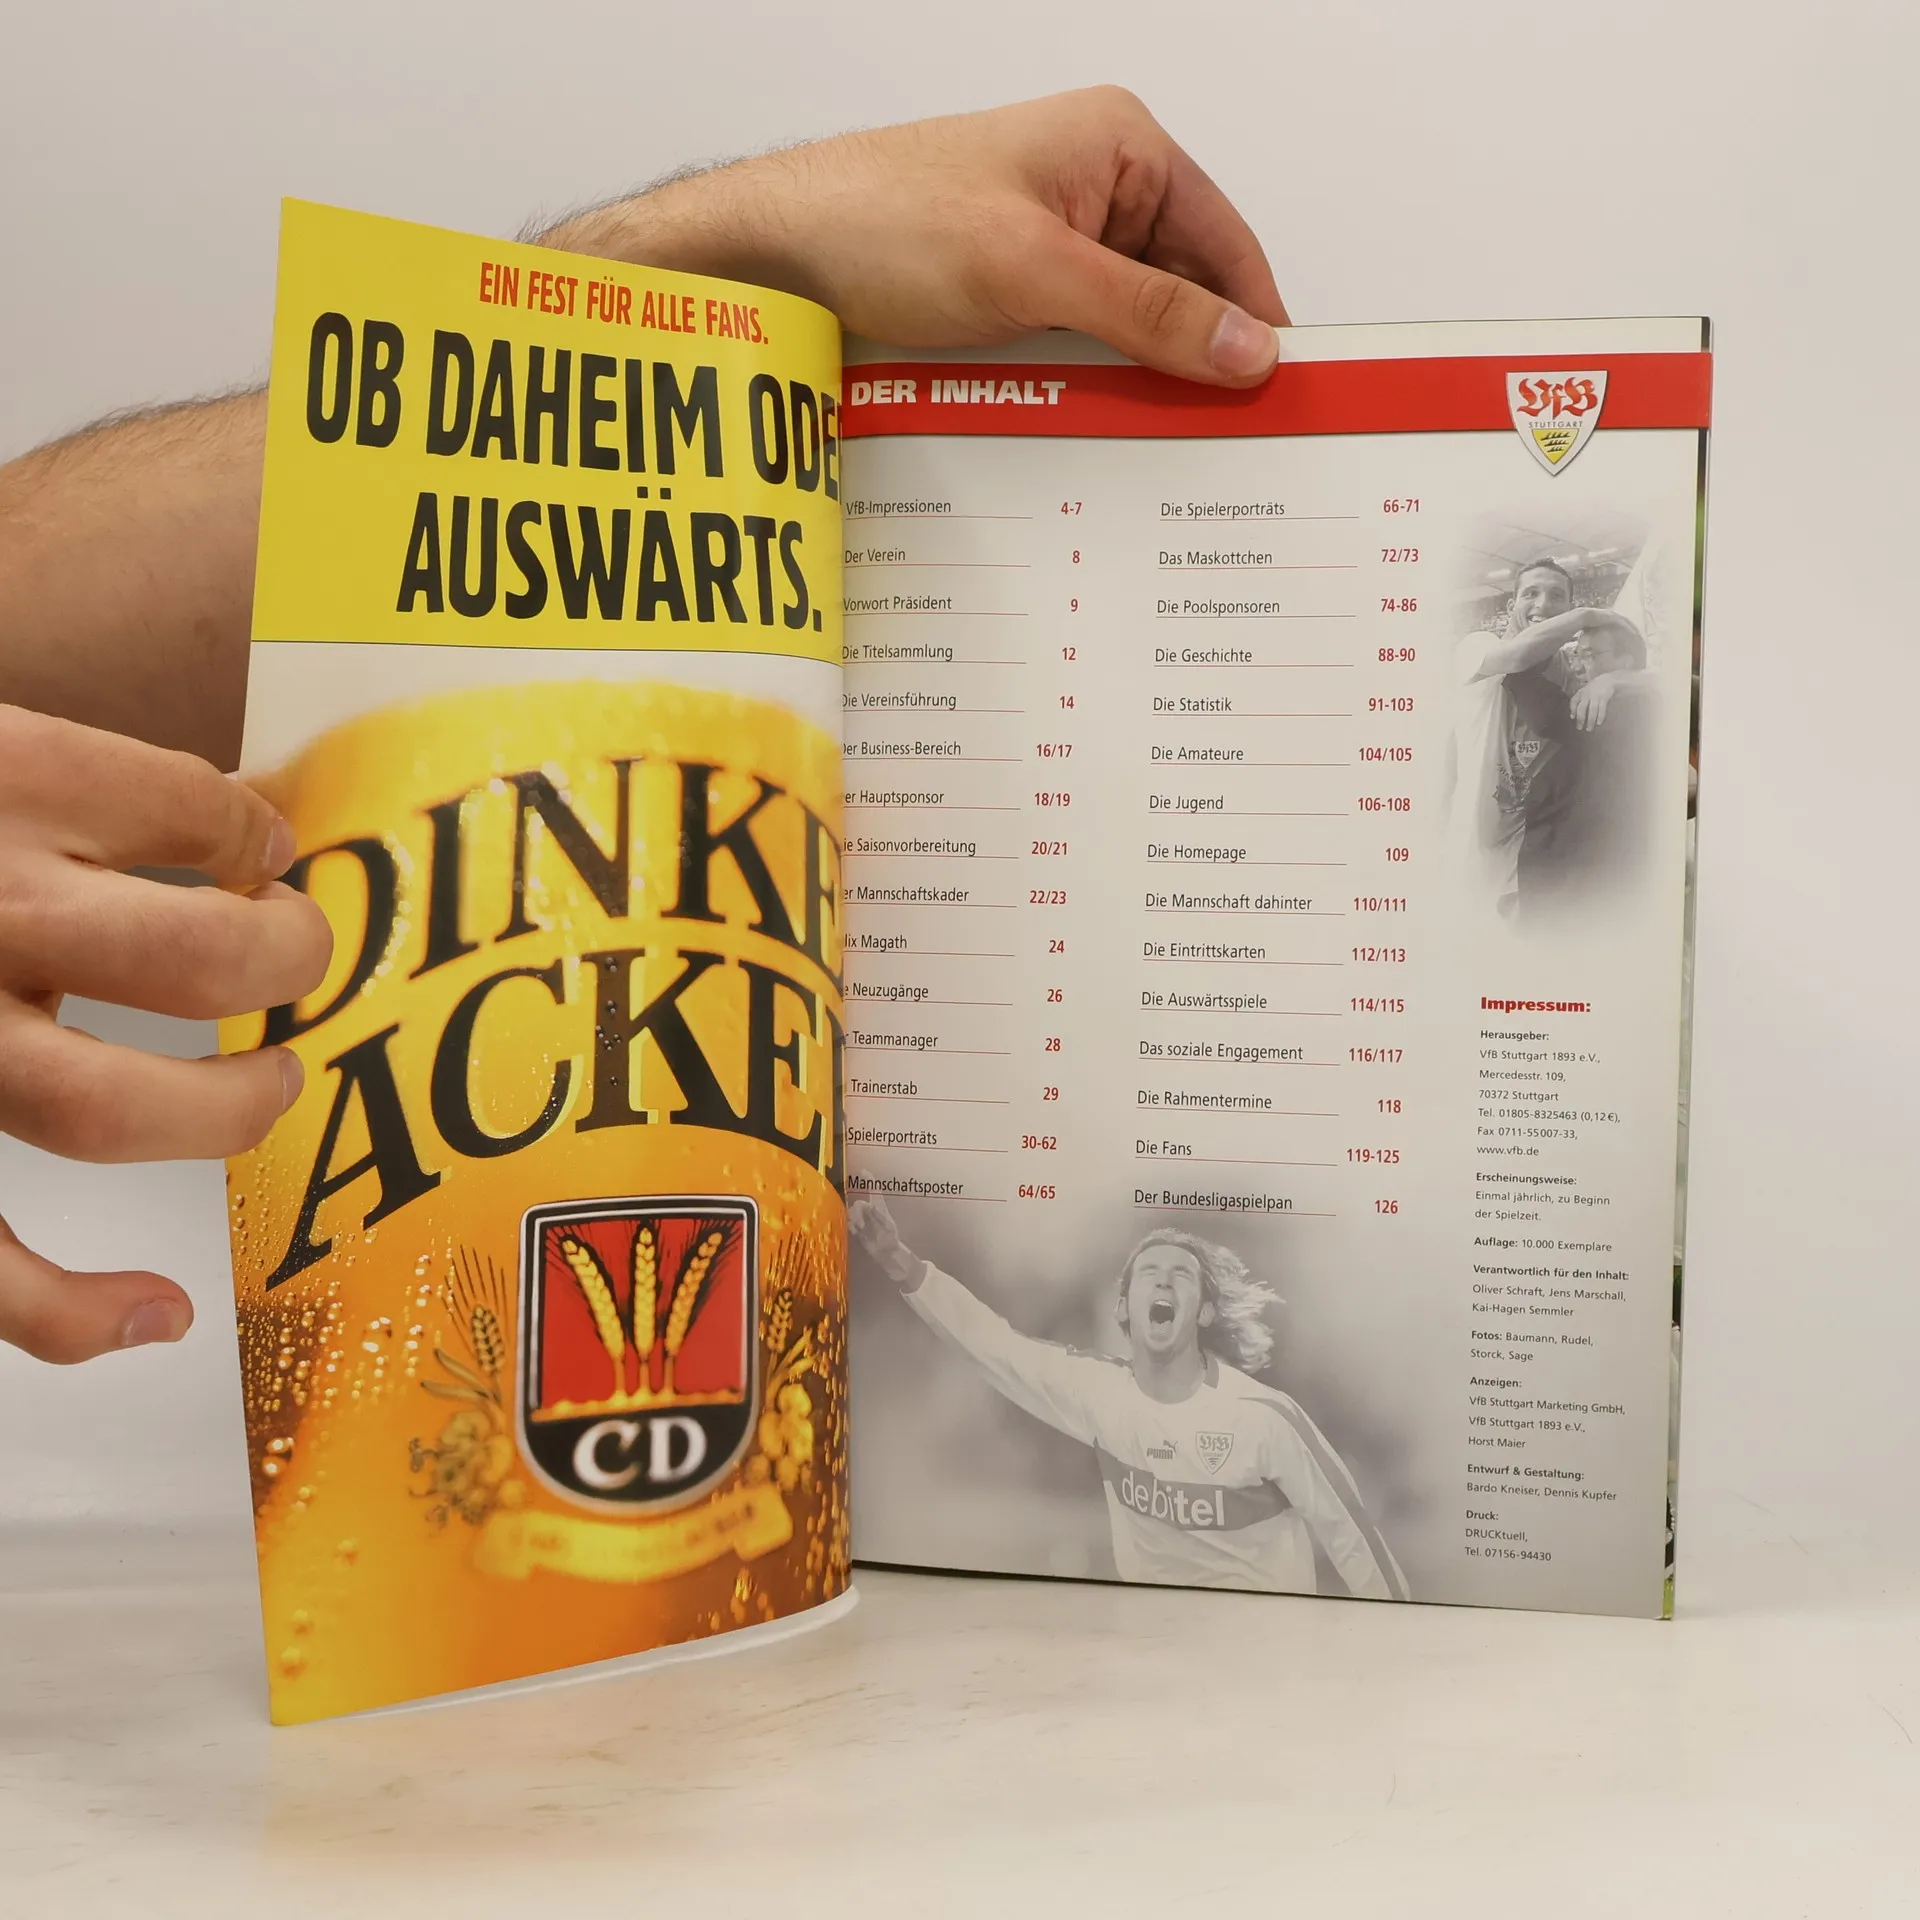 EIN FEST FÜR ALLE FANS.
OB DAHEIM ODE
AUSWÄRTS.
DINKE
ACKE
CD
DER INHALT
VfB
STUTTGART
VfB-Impressionen 4-7
Der Verein 8
Vorwort Präsident 9
Die Titelsammlung 12
Die Vereinsführung 14
Der Business-Bereich 16/17
er Hauptsponsor 18/19
ie Saisonvorbereitung 20/21
er Mannschaftskader 22/23
lix Magath 24
e Neuzugänge 26
r Teammanager 28
Trainerstab 29
Spielerporträts 30-62
Mannschaftsposter 64/65
Die Spielerporträts 66-71
Das Maskottchen 72/73
Die Poolsponsoren 74-86
Die Geschichte 88-90
Die Statistik 91-103
Die Amateure 104/105
Die Jugend 106-108
Die Homepage 109
Die Mannschaft dahinter 110/111
Die Eintrittskarten 112/113
Die Auswärtsspiele 114/115
Das soziale Engagement 116/117
Die Rahmentermine 118
Die Fans 119-125
Der Bundesligaspielplan 126
Impressum:
Herausgeber:
VfB Stuttgart 1893 e.V.,
Mercedesstr. 109,
70372 Stuttgart
Tel. 01805-8325463 (0,12€),
Fax 0711-55007-33,
www.vfb.de
Erscheinungsweise:
Einmal jährlich, zu Beginn
der Spielzeit.
Auflage: 10.000 Exemplare
Verantwortlich für den Inhalt:
Oliver Schraft, Jens Marschall,
Kai-Hagen Semmler
Fotos: Baumann, Rudel,
Storck, Sage
Anzeigen:
VfB Stuttgart Marketing GmbH,
VfB Stuttgart 1893 e.V.,
Horst Maier
Entwurf & Gestaltung:
Bardo Kneiser, Dennis Kupfer
Druck:
DRUCKtuell,
Tel. 07156-94430
VfB
PUMA
VfB
debitel